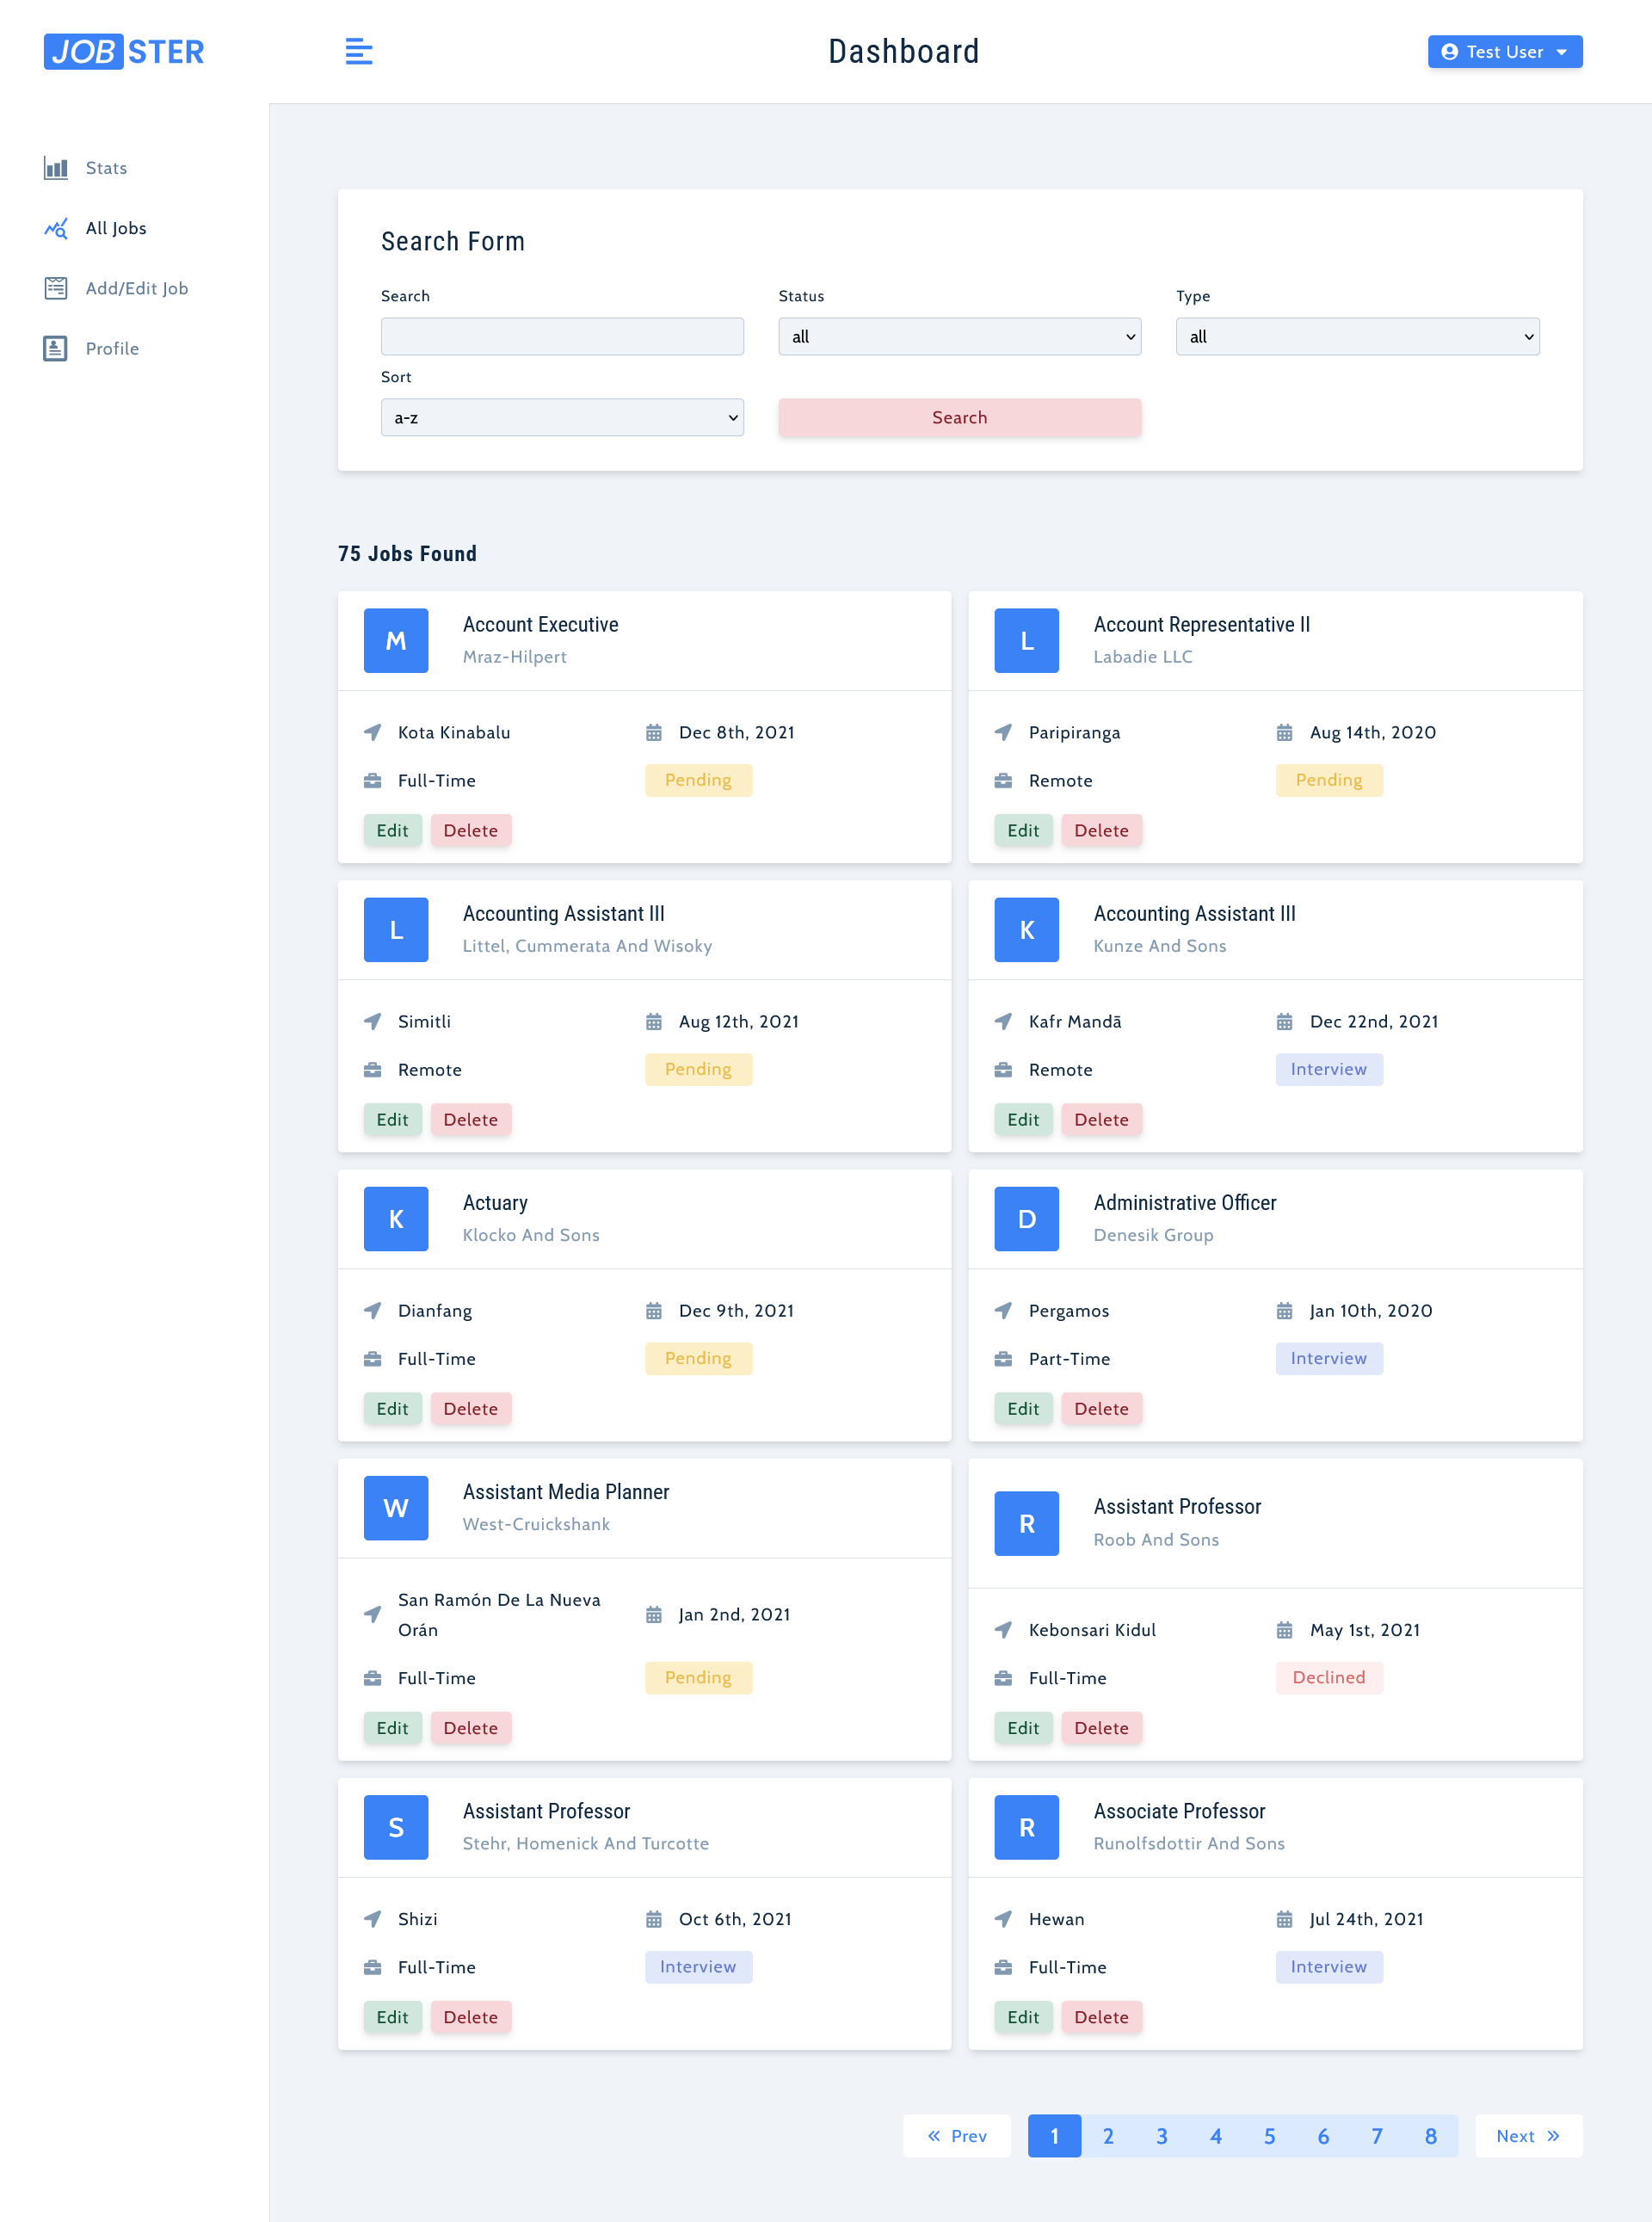 JOBSTER
Dashboard
Test User
Stats
All Jobs
Add/Edit Job
Profile
Search Form
Search
Status
Type
all
all
Sort
a-z
Search
75 Jobs Found
M
Account Executive
Mraz-Hilpert
Kota Kinabalu
Dec 8th, 2021
Full-Time
Pending
Edit
Delete
L
Account Representative II
Labadie LLC
Paripiranga
Aug 14th, 2020
Remote
Pending
Edit
Delete
L
Accounting Assistant III
Littel, Cummerata And Wisoky
Simitli
Aug 12th, 2021
Remote
Pending
Edit
Delete
K
Accounting Assistant III
Kunze And Sons
Kafr Mandā
Dec 22nd, 2021
Remote
Interview
Edit
Delete
K
Actuary
Klocko And Sons
Dianfang
Dec 9th, 2021
Full-Time
Pending
Edit
Delete
D
Administrative Officer
Denesik Group
Pergamos
Jan 10th, 2020
Part-Time
Interview
Edit
Delete
W
Assistant Media Planner
West-Cruickshank
San Ramón De La Nueva
Orán
Jan 2nd, 2021
Full-Time
Pending
Edit
Delete
R
Assistant Professor
Roob And Sons
Kebonsari Kidul
May 1st, 2021
Full-Time
Declined
Edit
Delete
S
Assistant Professor
Stehr, Homenick And Turcotte
Shizi
Oct 6th, 2021
Full-Time
Interview
Edit
Delete
R
Associate Professor
Runolfsdottir And Sons
Hewan
Jul 24th, 2021
Full-Time
Interview
Edit
Delete
Prev
1 2 3 4 5 6 7 8
Next